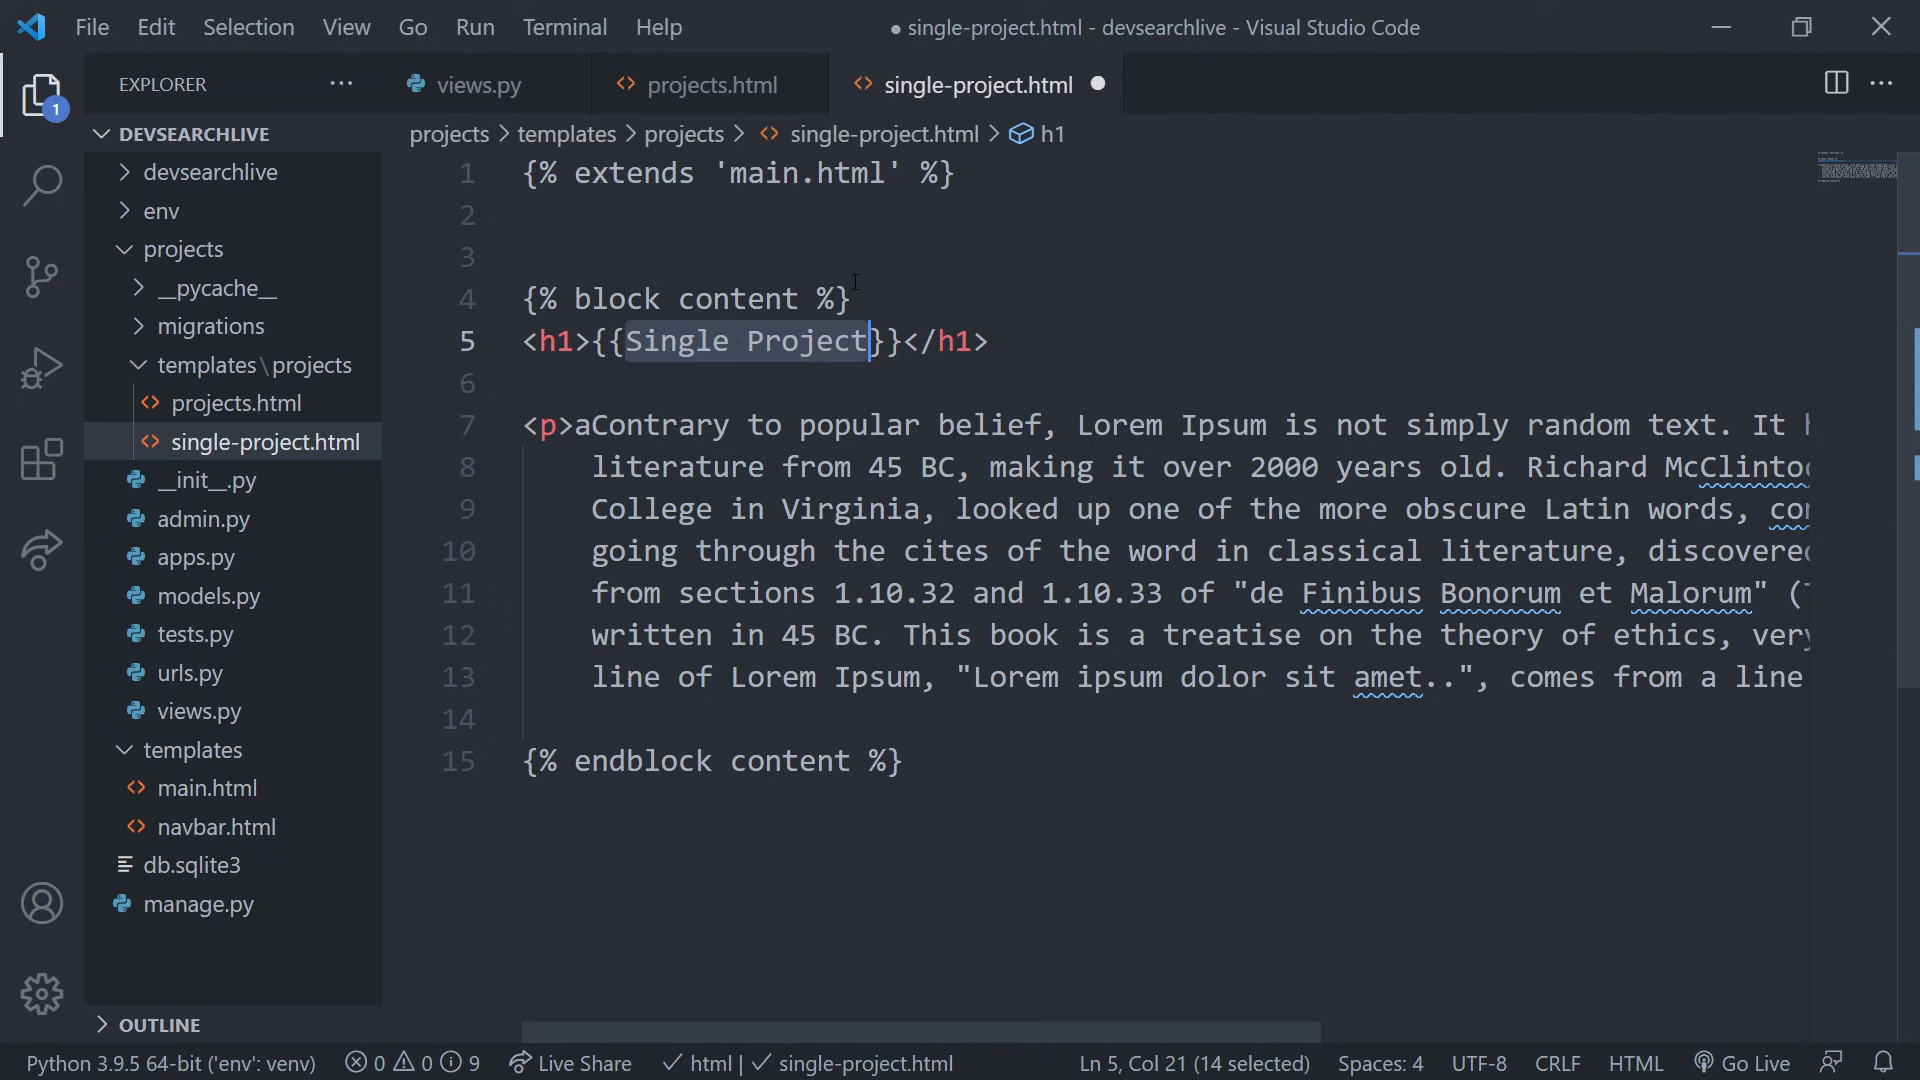 File Edit Selection View Go Run Terminal Help
● single-project.html - devsearchlive - Visual Studio Code
EXPLORER ···
views.py
projects.html
single-project.html ●
1
DEVSEARCHLIVE
devsearchlive
env
projects
__pycache__
migrations
templates\projects
projects.html
single-project.html
__init__.py
admin.py
apps.py
models.py
tests.py
urls.py
views.py
templates
main.html
navbar.html
db.sqlite3
manage.py
OUTLINE
projects > templates > projects > single-project.html > h1
1 {% extends 'main.html' %}
2
3
4 {% block content %}
5 <h1>{{Single Project}}</h1>
6
7 <p>aContrary to popular belief, Lorem Ipsum is not simply random text. It
8 literature from 45 BC, making it over 2000 years old. Richard
9 College in Virginia, looked up one of the more obscure Latin words,
10 going through the cites of the word in classical literature,
11 from sections 1.10.32 and 1.10.33 of "de Finibus Bonorum et Malorum"
12 written in 45 BC. This book is a treatise on the theory of ethics,
13 line of Lorem Ipsum, "Lorem ipsum dolor sit amet..", comes from a line
14
15 {% endblock content %}
Python 3.9.5 64-bit ('env': venv) 0 0 9 Live Share ✓ html | ✓ single-project.html Ln 5, Col 21 (14 selected) Spaces: 4 UTF-8 CRLF HTML Go Live